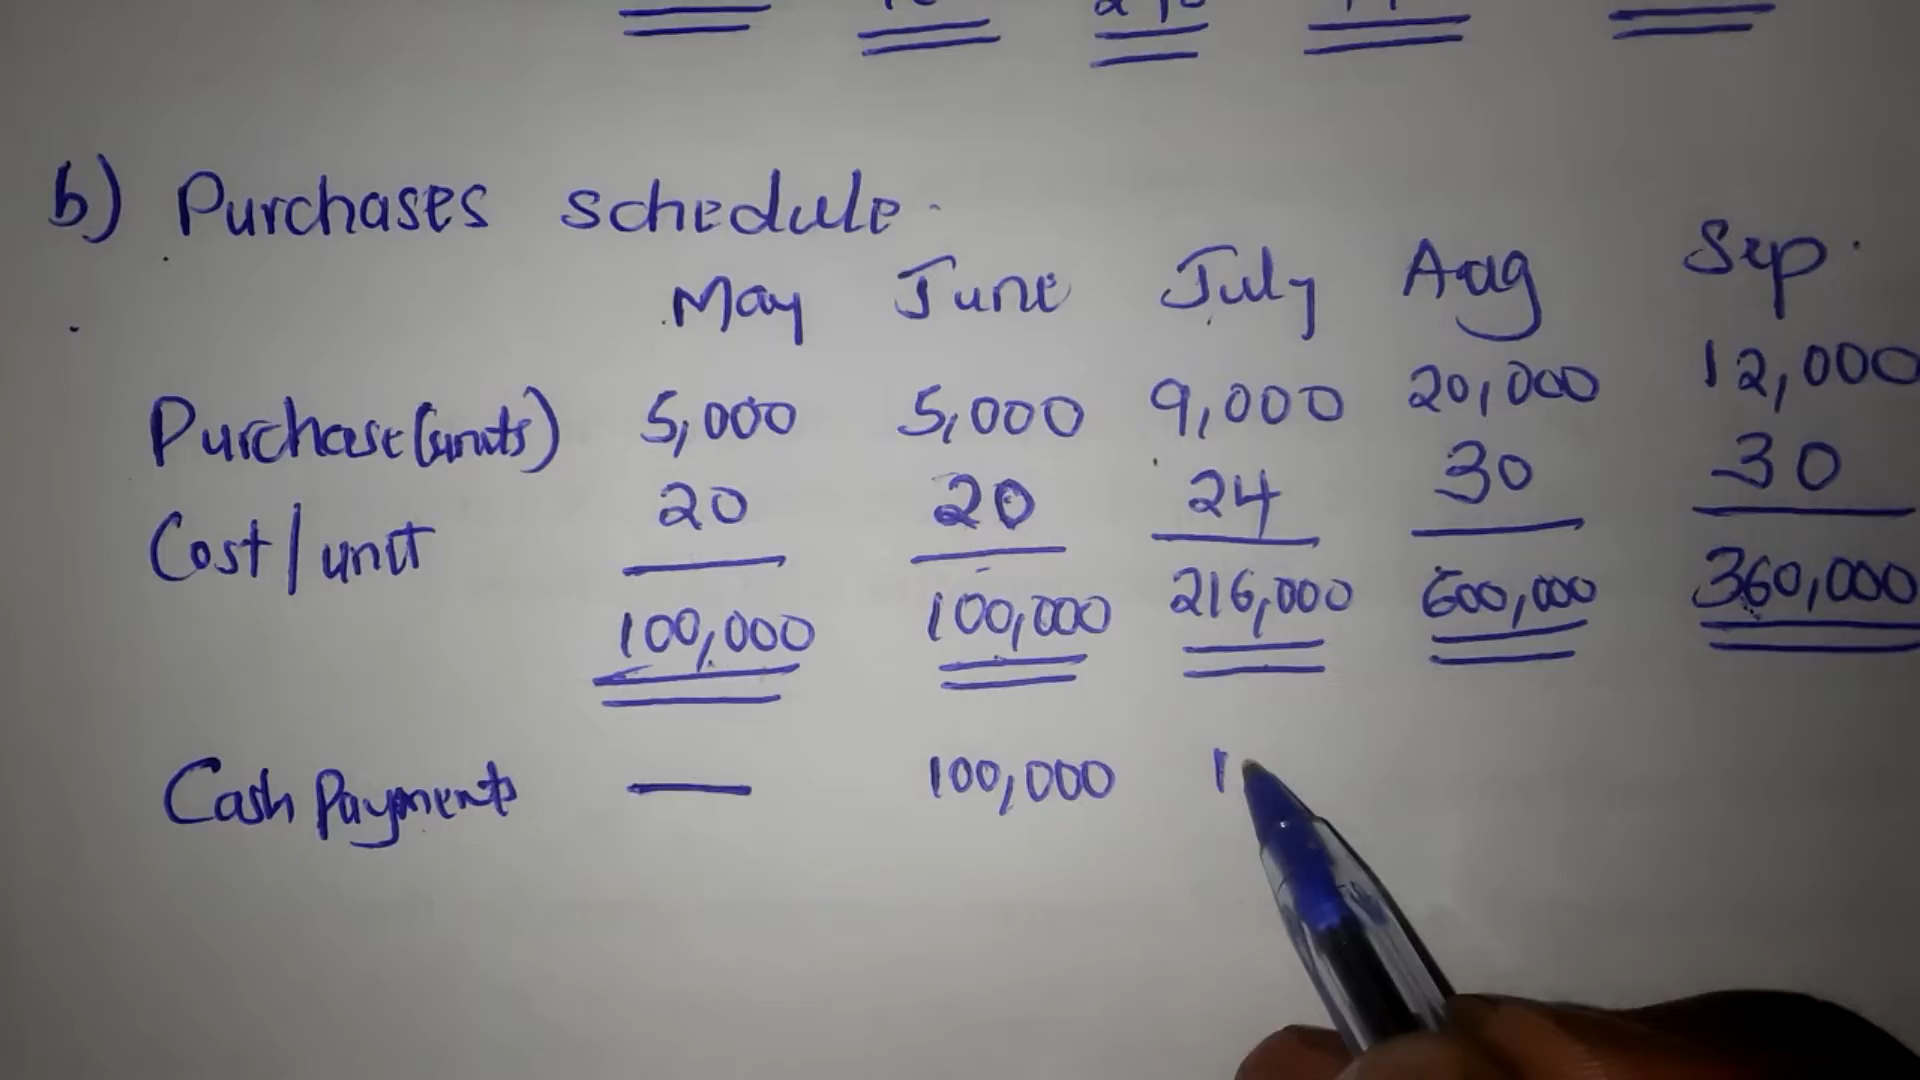 b) Purchases schedule.
May June July Aug Sep.
Purchase(units) 5,000 5,000 9,000 20,000 12,000
Cost/unit 20 20 24 30 30
100,000 100,000 216,000 600,000 360,000
Cash Payments — 100,000 1